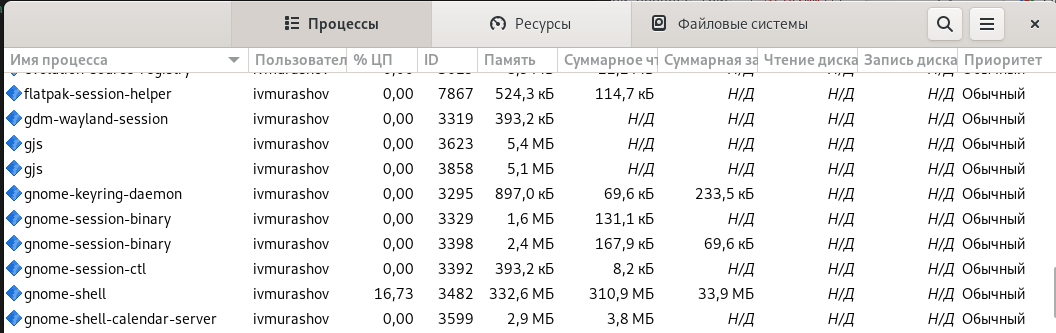 Процессы Ресурсы Файловые системы
Имя процесса Пользовател % ЦП ID Память Суммарное чт Суммарная за Чтение диска Запись диска Приоритет
flatpak-session-helper ivmurashov 0,00 7867 524,3 кБ 114,7 кБ Н/Д Н/Д Н/Д Обычный
gdm-wayland-session ivmurashov 0,00 3319 393,2 кБ Н/Д Н/Д Н/Д Н/Д Обычный
gjs ivmurashov 0,00 3623 5,4 МБ Н/Д Н/Д Н/Д Н/Д Обычный
gjs ivmurashov 0,00 3858 5,1 МБ Н/Д Н/Д Н/Д Н/Д Обычный
gnome-keyring-daemon ivmurashov 0,00 3295 897,0 кБ 69,6 кБ 233,5 кБ Н/Д Н/Д Обычный
gnome-session-binary ivmurashov 0,00 3329 1,6 МБ 131,1 кБ Н/Д Н/Д Н/Д Обычный
gnome-session-binary ivmurashov 0,00 3398 2,4 МБ 167,9 кБ 69,6 кБ Н/Д Н/Д Обычный
gnome-session-ctl ivmurashov 0,00 3392 393,2 кБ 8,2 кБ Н/Д Н/Д Н/Д Обычный
gnome-shell ivmurashov 16,73 3482 332,6 МБ 310,9 МБ 33,9 МБ Н/Д Н/Д Обычный
gnome-shell-calendar-server ivmurashov 0,00 3599 2,9 МБ 3,8 МБ Н/Д Н/Д Н/Д Обычный